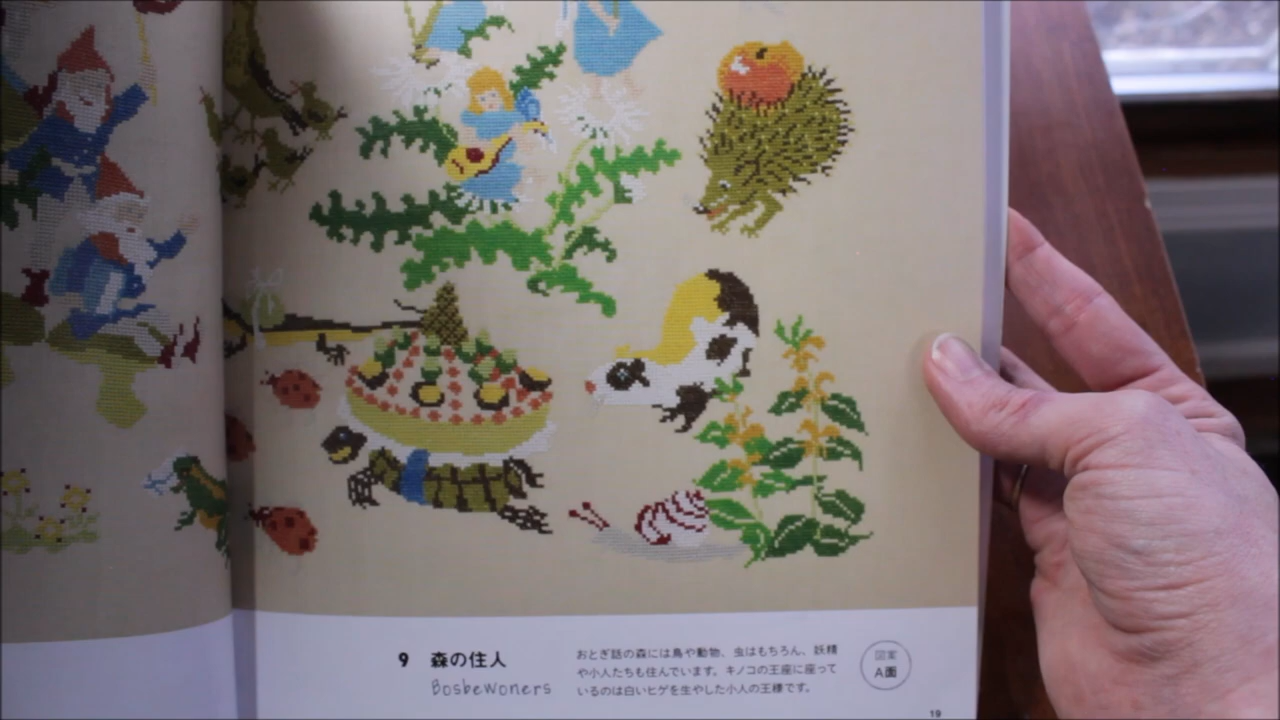 9 森の住人
Bosbewoners
おとぎ話の森には鳥や動物、虫はもちろん、妖精
や小人たちも住んでいます。キノコの王座に座って
いるのは白いヒゲを生やした小人の王様です。
図案
A面
19